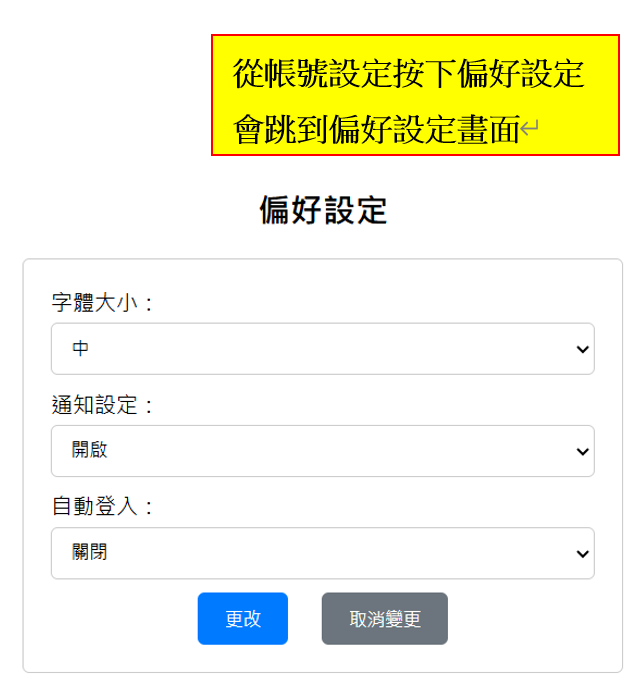 從帳號設定按下偏好設定
會跳到偏好設定畫面↵
偏好設定
字體大小：
中
通知設定：
開啟
自動登入：
關閉
更改 取消變更